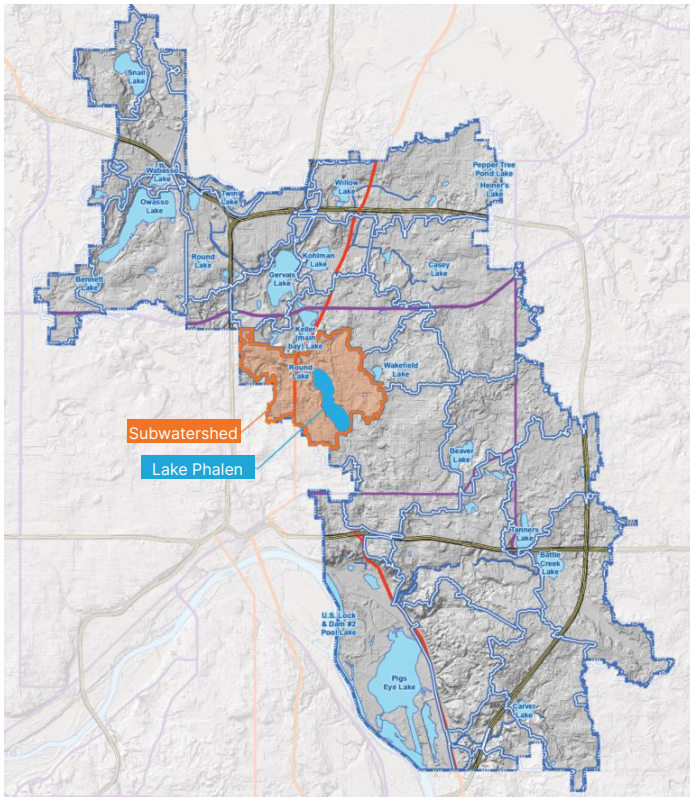 Snail
Lake
Wabasso
Lake
Owasso
Lake
Twin
Lake
Willow
Lake
Pepper Tree
Pond Lake
Heiner's
Lake
Bennett
Lake
Round
Lake
Gervais
Lake
Kohlman
Lake
Casey
Lake
Keller
(main
bay) Lake
Round
Lake
Wakefield
Lake
Subwatershed
Lake Phalen
Beaver
Lake
Tanners
Lake
Battle
Creek
Lake
U.S. Lock
& Dam #2
Pool Lake
Pigs
Eye Lake
Carver
Lake